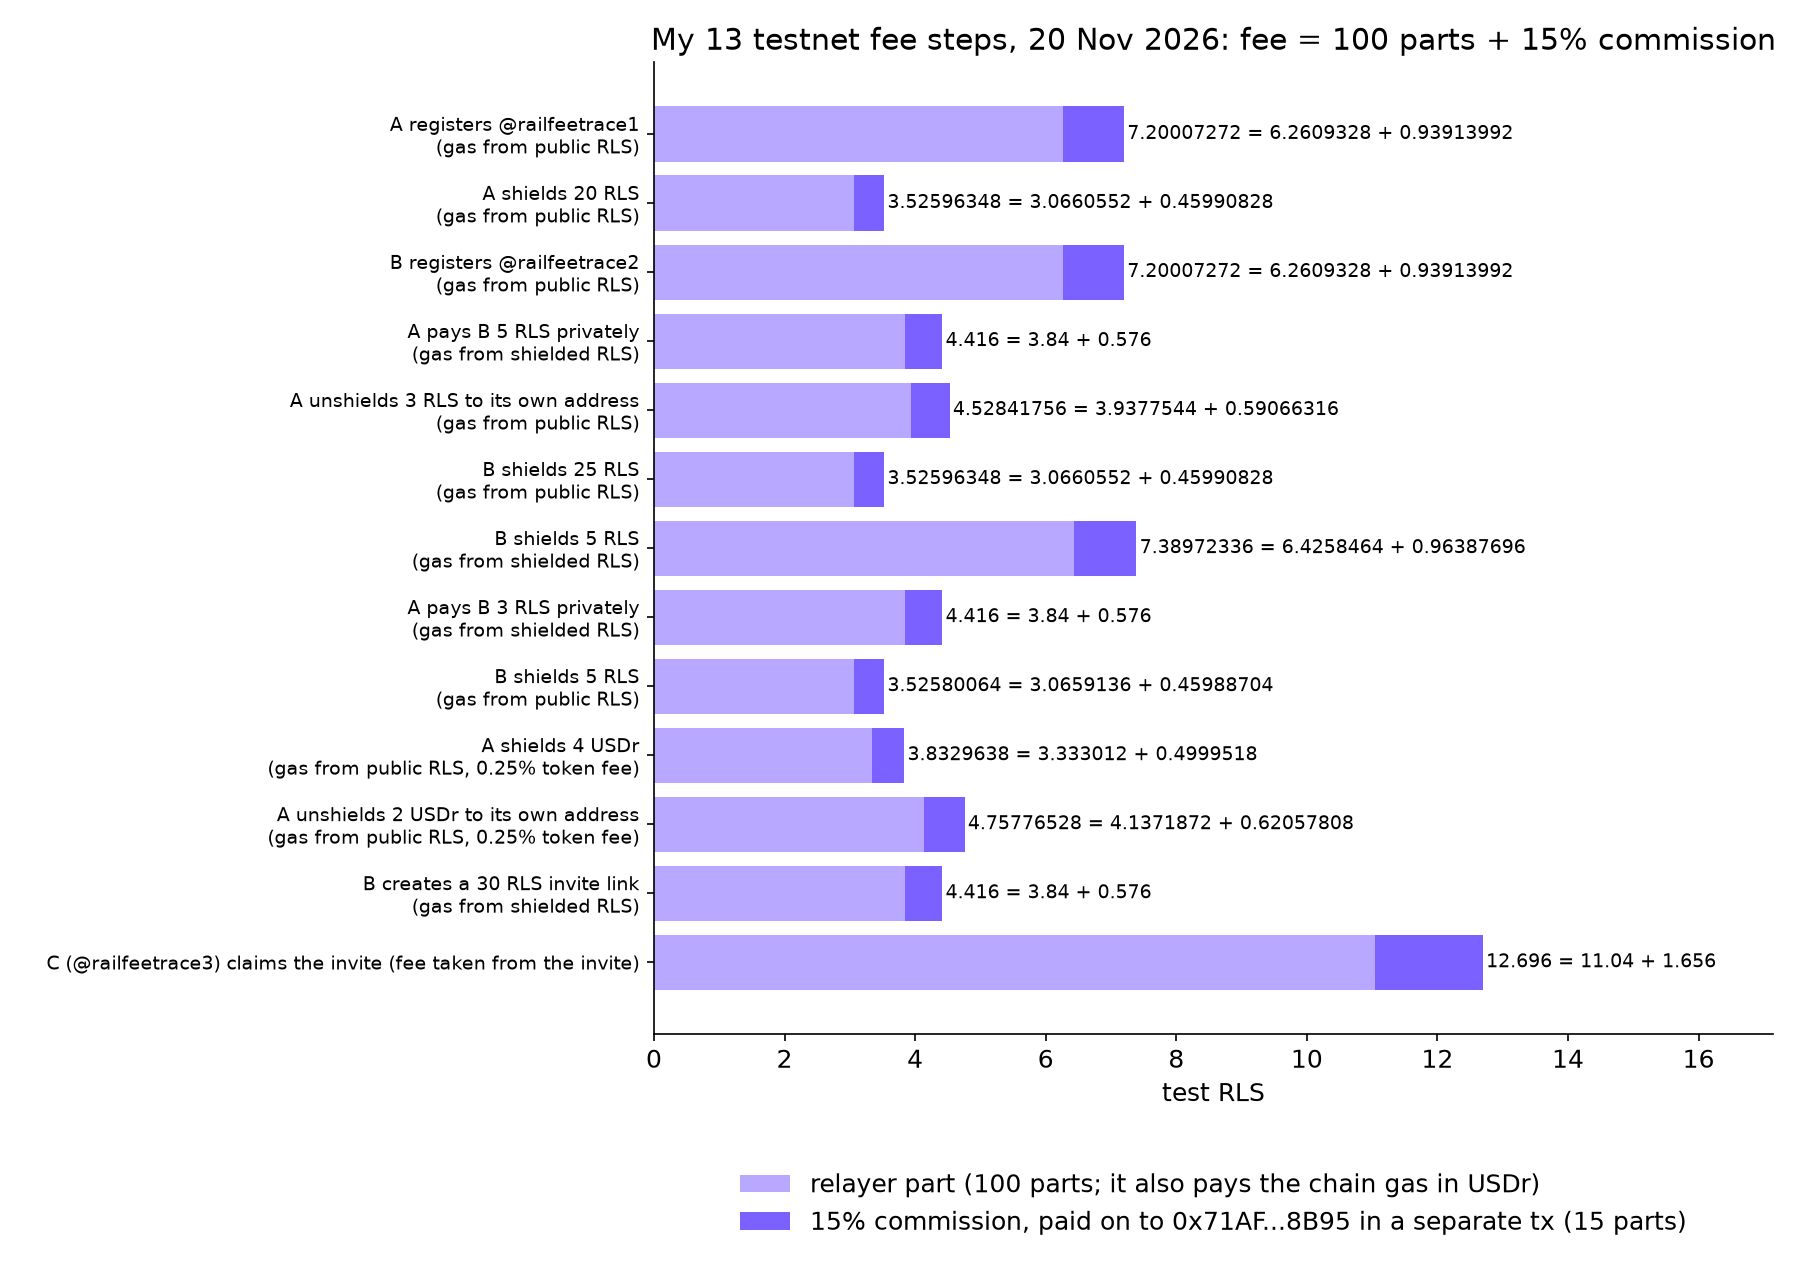 My 13 testnet fee steps, 20 Nov 2026: fee = 100 parts + 15% commission
A registers @railfeetrace1
(gas from public RLS)
7.20007272 = 6.2609328 + 0.93913992
A shields 20 RLS
(gas from public RLS)
3.52596348 = 3.0660552 + 0.45990828
B registers @railfeetrace2
(gas from public RLS)
7.20007272 = 6.2609328 + 0.93913992
A pays B 5 RLS privately
(gas from shielded RLS)
4.416 = 3.84 + 0.576
A unshields 3 RLS to its own address
(gas from public RLS)
4.52841756 = 3.9377544 + 0.59066316
B shields 25 RLS
(gas from public RLS)
3.52596348 = 3.0660552 + 0.45990828
B shields 5 RLS
(gas from shielded RLS)
7.38972336 = 6.4258464 + 0.96387696
A pays B 3 RLS privately
(gas from shielded RLS)
4.416 = 3.84 + 0.576
B shields 5 RLS
(gas from public RLS)
3.52580064 = 3.0659136 + 0.45988704
A shields 4 USDr
(gas from public RLS, 0.25% token fee)
3.8329638 = 3.333012 + 0.4999518
A unshields 2 USDr to its own address
(gas from public RLS, 0.25% token fee)
4.75776528 = 4.1371872 + 0.62057808
B creates a 30 RLS invite link
(gas from shielded RLS)
4.416 = 3.84 + 0.576
C (@railfeetrace3) claims the invite (fee taken from the invite)
12.696 = 11.04 + 1.656
0 2 4 6 8 10 12 14 16
test RLS
relayer part (100 parts; it also pays the chain gas in USDr)
15% commission, paid on to 0x71AF...8B95 in a separate tx (15 parts)